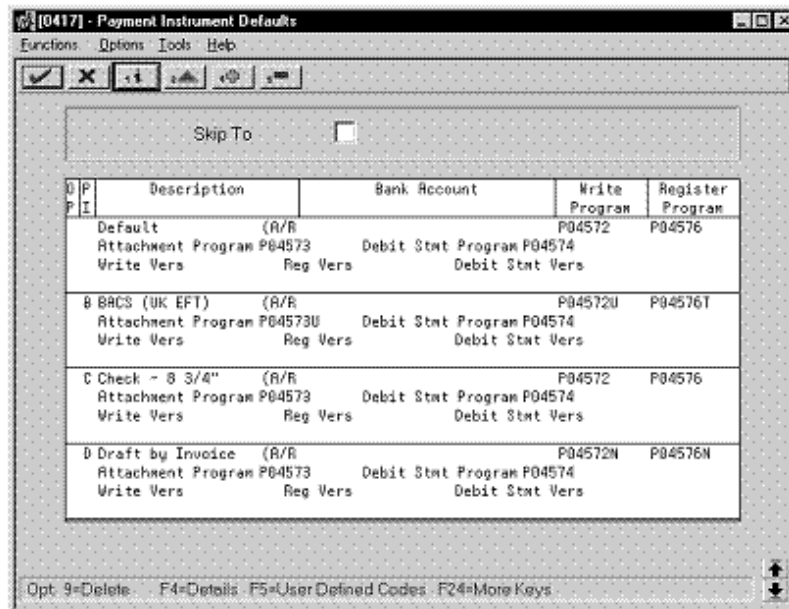 [0417] - Payment Instrument Defaults
Functions Options Tools Help
Skip To
O P Description Bank Account Write Register
P I Program Program
Default (A/R P04572 P04576
Attachment Program P04573 Debit Stmt Program P04574
Write Vers Reg Vers Debit Stmt Vers
B BACS (UK EFT) (A/R P04572U P04576T
Attachment Program P04573U Debit Stmt Program P04574
Write Vers Reg Vers Debit Stmt Vers
C Check - 8 3/4" (A/R P04572 P04576
Attachment Program P04573 Debit Stmt Program P04574
Write Vers Reg Vers Debit Stmt Vers
D Draft by Invoice (A/R P04572N P04576N
Attachment Program P04573 Debit Stmt Program P04574
Write Vers Reg Vers Debit Stmt Vers
Opt: 9=Delete F4=Details F5=User Defined Codes F24=More Keys